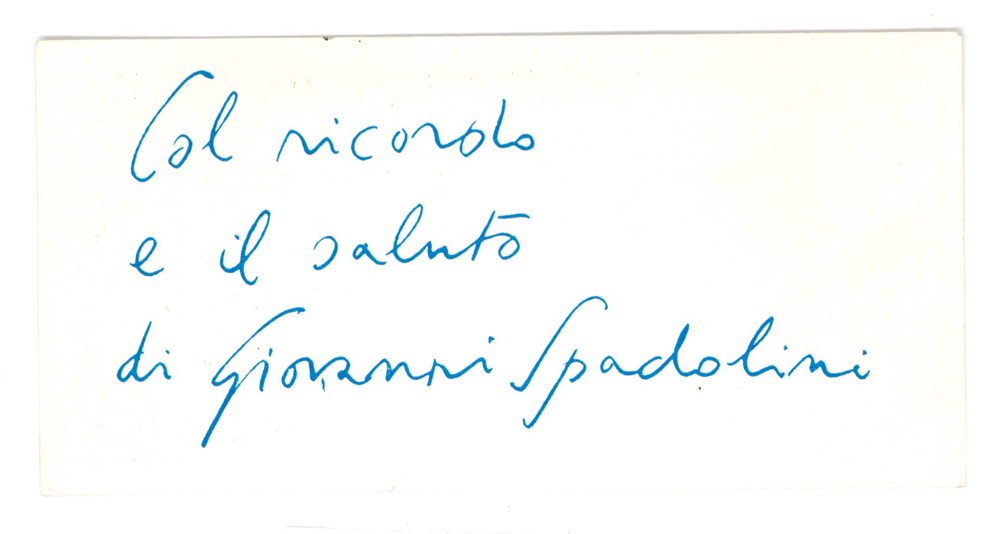 Col ricordo
e il saluto
di Giovanni Spadolini